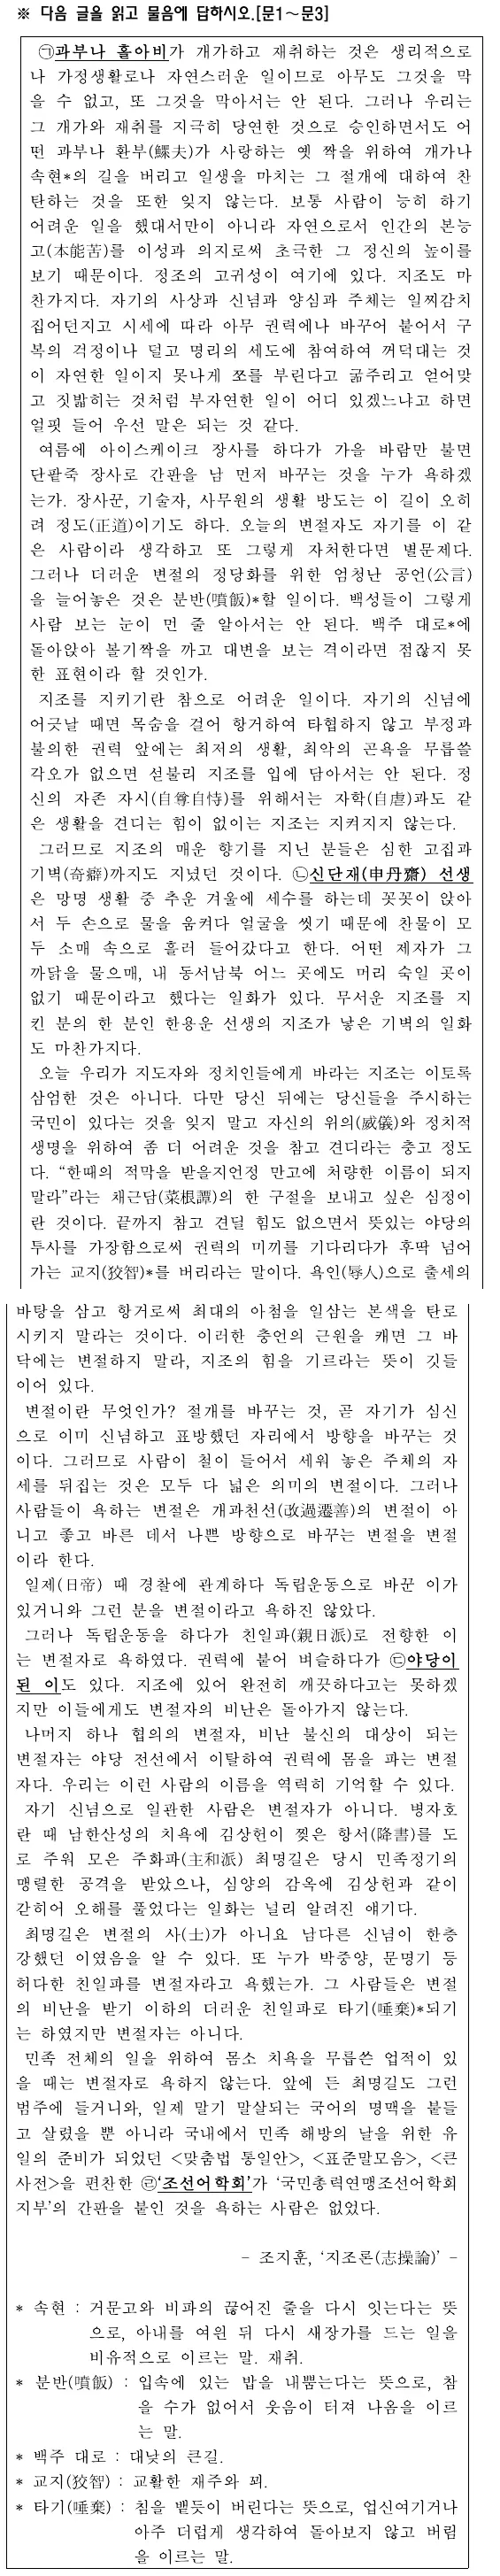 ※ 다음 글을 읽고 물음에 답하시오.[문1～문3]
㉠과부나 홀아비가 개가하고 재취하는 것은 생리적으로
나 가정생활로나 자연스러운 일이므로 아무도 그것을 막
을 수 없고, 또 그것을 막아서는 안 된다. 그러나 우리는
그 개가와 재취를 지극히 당연한 것으로 승인하면서도 어
떤 과부나 환부(鰥夫)가 사랑하는 옛 짝을 위하여 개가나
속현*의 길을 버리고 일생을 마치는 그 절개에 대하여 찬
탄하는 것을 또한 잊지 않는다. 보통 사람이 능히 하기
어려운 일을 했대서만이 아니라 자연으로서 인간의 본능
고(本能苦)를 이성과 의지로써 초극한 그 정신의 높이를
보기 때문이다. 정조의 고귀성이 여기에 있다. 지조도 마
찬가지다. 자기의 사상과 신념과 양심과 주체는 일찌감치
집어던지고 시세에 따라 아무 권력에나 바꾸어 붙어서 구
복의 걱정이나 덜고 명리의 세도에 참여하여 꺼덕대는 것
이 자연한 일이지 못나게 쪼를 부린다고 굶주리고 얻어맞
고 짓밟히는 것처럼 부자연한 일이 어디 있겠느냐고 하면
얼핏 들어 우선 말은 되는 것 같다.
여름에 아이스케이크 장사를 하다가 가을 바람만 불면
단팥죽 장사로 간판을 남 먼저 바꾸는 것을 누가 욕하겠
는가. 장사꾼, 기술자, 사무원의 생활 방도는 이 길이 오히
려 정도(正道)이기도 하다. 오늘의 변절자도 자기를 이 같
은 사람이라 생각하고 또 그렇게 자처한다면 별문제다.
그러나 더러운 변절의 정당화를 위한 엄청난 공언(公言)
을 늘어놓은 것은 분반(噴飯)*할 일이다. 백성들이 그렇게
사람 보는 눈이 먼 줄 알아서는 안 된다. 백주 대로*에
돌아앉아 볼기짝을 까고 대변을 보는 격이라면 점잖지 못
한 표현이라 할 것인가.
지조를 지키기란 참으로 어려운 일이다. 자기의 신념에
어긋날 때면 목숨을 걸어 항거하여 타협하지 않고 부정과
불의한 권력 앞에는 최저의 생활, 최악의 곤욕을 무릅쓸
각오가 없으면 섣불리 지조를 입에 담아서는 안 된다. 정
신의 자존 자시(自尊自恃)를 위해서는 자학(自虐)과도 같
은 생활을 견디는 힘이 없이는 지조는 지켜지지 않는다.
그러므로 지조의 매운 향기를 지닌 분들은 심한 고집과
기벽(奇癖)까지도 지녔던 것이다. ㉡신단재(申丹齋) 선생
은 망명 생활 중 추운 겨울에 세수를 하는데 꼿꼿이 앉아
서 두 손으로 물을 움켜다 얼굴을 씻기 때문에 찬물이 모
두 소매 속으로 흘러 들어갔다고 한다. 어떤 제자가 그
까닭을 물으매, 내 동서남북 어느 곳에도 머리 숙일 곳이
없기 때문이라고 했다는 일화가 있다. 무서운 지조를 지
킨 분의 한 분인 한용운 선생의 지조가 낳은 기벽의 일화
도 마찬가지다.
오늘 우리가 지도자와 정치인들에게 바라는 지조는 이토록
삼엄한 것은 아니다. 다만 당신 뒤에는 당신들을 주시하는
국민이 있다는 것을 잊지 말고 자신의 위의(威儀)와 정치적
생명을 위하여 좀 더 어려운 것을 참고 견디라는 충고 정도
다. “한때의 적막을 받을지언정 만고에 처량한 이름이 되지
말라”라는 채근담(菜根譚)의 한 구절을 보내고 싶은 심정이
란 것이다. 끝까지 참고 견딜 힘도 없으면서 뜻있는 야당의
투사를 가장함으로써 권력의 미끼를 기다리다가 후딱 넘어
가는 교지(狡智)*를 버리라는 말이다. 욕인(辱人)으로 출세의
바탕을 삼고 항거로써 최대의 아첨을 일삼는 본색을 탄로
시키지 말라는 것이다. 이러한 충언의 근원을 캐면 그 바
닥에는 변절하지 말라, 지조의 힘을 기르라는 뜻이 깃들
이어 있다.
변절이란 무엇인가? 절개를 바꾸는 것, 곧 자기가 심신
으로 이미 신념하고 표방했던 자리에서 방향을 바꾸는 것
이다. 그러므로 사람이 철이 들어서 세워 놓은 주체의 자
세를 뒤집는 것은 모두 다 넓은 의미의 변절이다. 그러나
사람들이 욕하는 변절은 개과천선(改過遷善)의 변절이 아
니고 좋고 바른 데서 나쁜 방향으로 바꾸는 변절을 변절
이라 한다.
일제(日帝) 때 경찰에 관계하다 독립운동으로 바꾼 이가
있거니와 그런 분을 변절이라고 욕하진 않았다.
그러나 독립운동을 하다가 친일파(親日派)로 전향한 이
는 변절자로 욕하였다. 권력에 붙어 벼슬하다가 ㉢야당이
된 이도 있다. 지조에 있어 완전히 깨끗하다고는 못하겠
지만 이들에게도 변절자의 비난은 돌아가지 않는다.
나머지 하나 협의의 변절자, 비난 불신의 대상이 되는
변절자는 야당 전선에서 이탈하여 권력에 몸을 파는 변절
자다. 우리는 이런 사람의 이름을 역력히 기억할 수 있다.
자기 신념으로 일관한 사람은 변절자가 아니다. 병자호
란 때 남한산성의 치욕에 김상헌이 찢은 항서(降書)를 도
로 주워 모은 주화파(主和派) 최명길은 당시 민족정기의
맹렬한 공격을 받았으나, 심양의 감옥에 김상헌과 같이
갇히어 오해를 풀었다는 일화는 널리 알려진 얘기다.
최명길은 변절의 사(士)가 아니요 남다른 신념이 한층
강했던 이였음을 알 수 있다. 또 누가 박중양, 문명기 등
허다한 친일파를 변절자라고 욕했는가. 그 사람들은 변절
의 비난을 받기 이하의 더러운 친일파로 타기(唾棄)*되기
는 하였지만 변절자는 아니다.
민족 전체의 일을 위하여 몸소 치욕을 무릅쓴 업적이 있
을 때는 변절자로 욕하지 않는다. 앞에 든 최명길도 그런
범주에 들거니와, 일제 말기 말살되는 국어의 명맥을 붙들
고 살렸을 뿐 아니라 국내에서 민족 해방의 날을 위한 유
일의 준비가 되었던 <맞춤법 통일안>, <표준말모음>, <큰
사전>을 편찬한 ㉣‘조선어학회’가 ‘국민총력연맹조선어학회
지부’의 간판을 붙인 것을 욕하는 사람은 없었다.
- 조지훈, ‘지조론(志操論)’ -
* 속현 : 거문고와 비파의 끊어진 줄을 다시 잇는다는 뜻
으로, 아내를 여읜 뒤 다시 새장가를 드는 일을
비유적으로 이르는 말. 재취.
* 분반(噴飯) : 입속에 있는 밥을 내뿜는다는 뜻으로, 참
을 수가 없어서 웃음이 터져 나옴을 이르
는 말.
* 백주 대로 : 대낮의 큰길.
* 교지(狡智) : 교활한 재주와 꾀.
* 타기(唾棄) : 침을 뱉듯이 버린다는 뜻으로, 업신여기거나
아주 더럽게 생각하여 돌아보지 않고 버림
을 이르는 말.